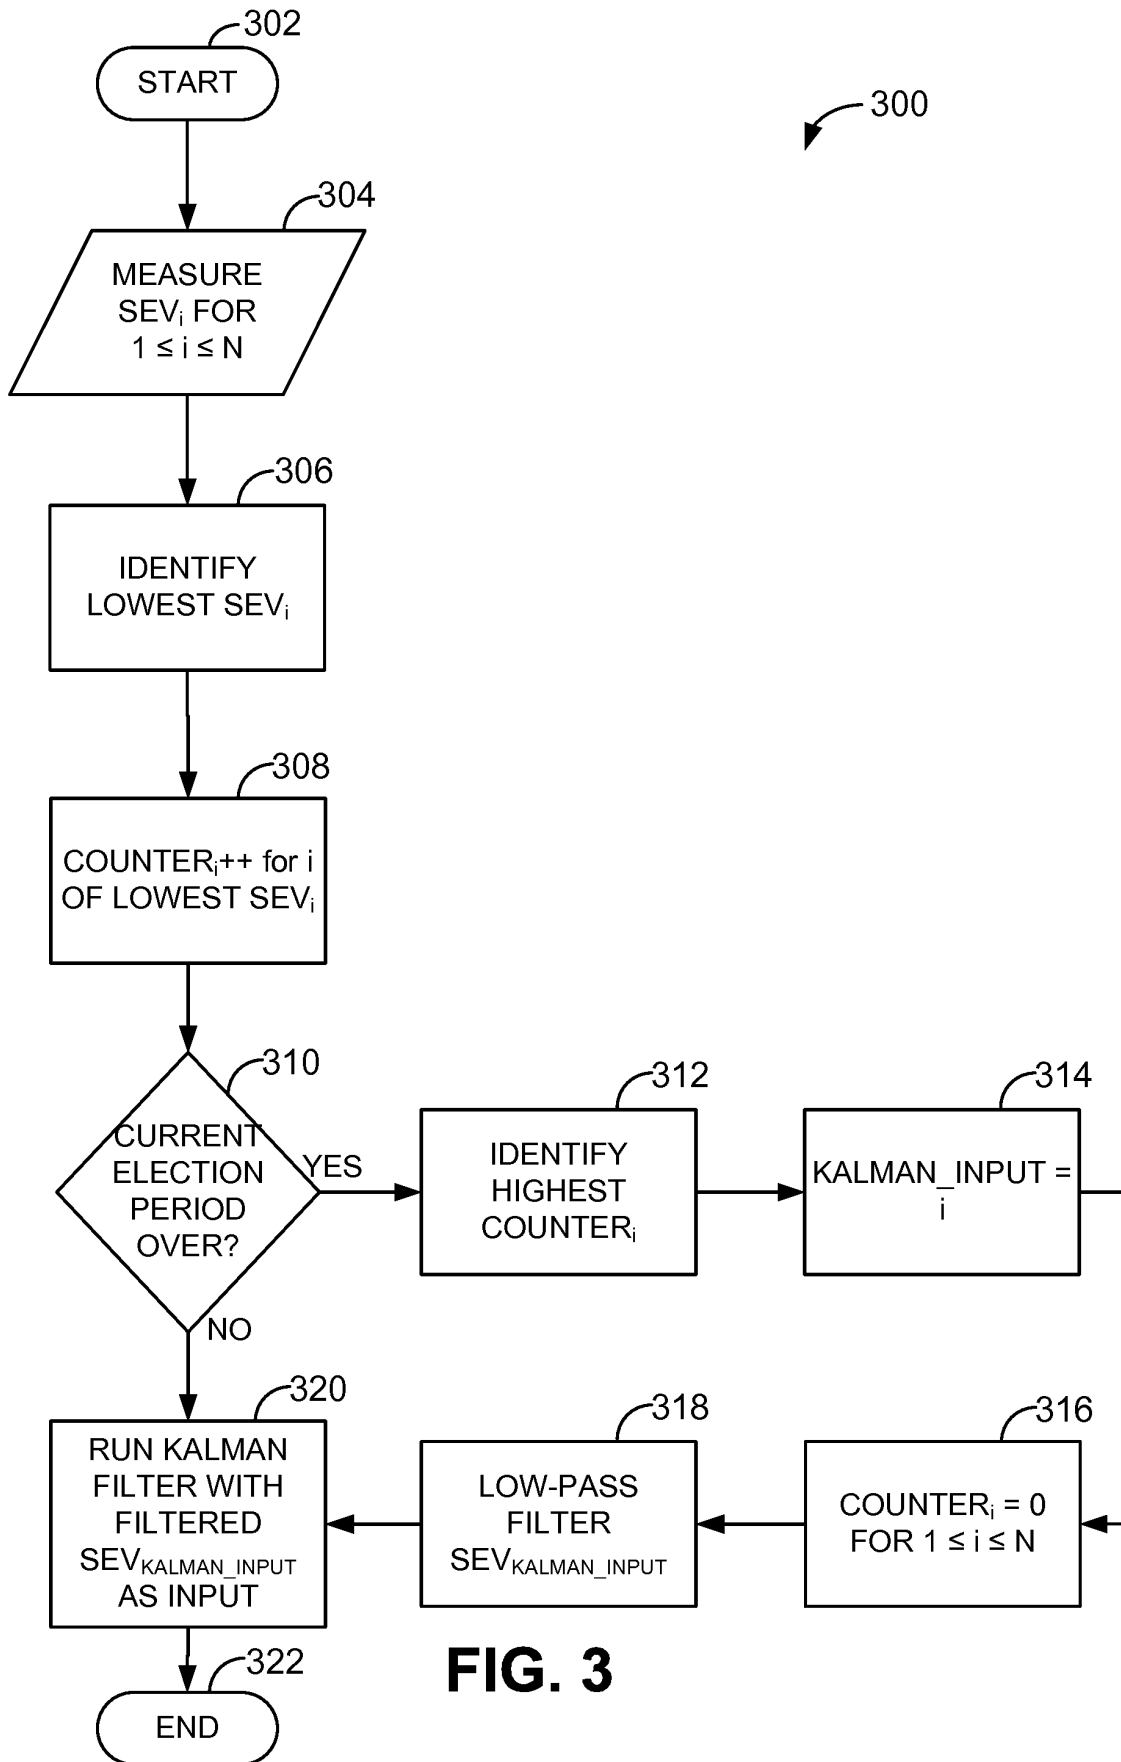 302
START
300
304
MEASURE
SEVi FOR
1 ≤ i ≤ N
306
IDENTIFY
LOWEST SEVi
308
COUNTERi++ for i
OF LOWEST SEVi
310
CURRENT
ELECTION
PERIOD
OVER?
YES
NO
312
IDENTIFY
HIGHEST
COUNTERi
314
KALMAN_INPUT =
i
316
COUNTERi = 0
FOR 1 ≤ i ≤ N
318
LOW-PASS
FILTER
SEVKALMAN_INPUT
320
RUN KALMAN
FILTER WITH
FILTERED
SEVKALMAN_INPUT
AS INPUT
322
END
FIG. 3